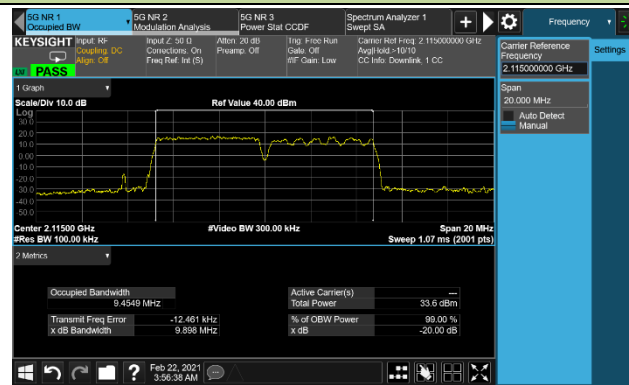 5G NR 1
Occupied BW
5G NR 2
Modulation Analysis
5G NR 3
Power Stat CCDF
Spectrum Analyzer 1
Swept SA
Frequency
KEYSIGHT
Input: RF
Coupling: DC
Align: Off
Input Z: 50 Ω
Corrections: On
Freq Ref: Int (S)
Atten: 20 dB
Preamp: Off
Trig: Free Run
Gate: Off
#IF Gain: Low
Carrier Ref Freq: 2.115000000 GHz
Avg|Hold:>10/10
CC Info: Downlink, 1 CC
PASS
Carrier Reference
Frequency
2.115000000 GHz
Settings
Span
20.000 MHz
Auto Detect
Manual
1 Graph
Scale/Div 10.0 dB
Ref Value 40.00 dBm
Log
30.0
20.0
10.0
0.00
-10.0
-20.0
-30.0
-40.0
-50.0
Center 2.11500 GHz
#Video BW 300.00 kHz
Span 20 MHz
#Res BW 100.00 kHz
Sweep 1.07 ms (2001 pts)
2 Metrics
Occupied Bandwidth
9.4549 MHz
Active Carrier(s)
---
Total Power
33.6 dBm
Transmit Freq Error
-12.461 kHz
% of OBW Power
99.00 %
x dB Bandwidth
9.898 MHz
x dB
-20.00 dB
Feb 22, 2021
3:56:38 AM